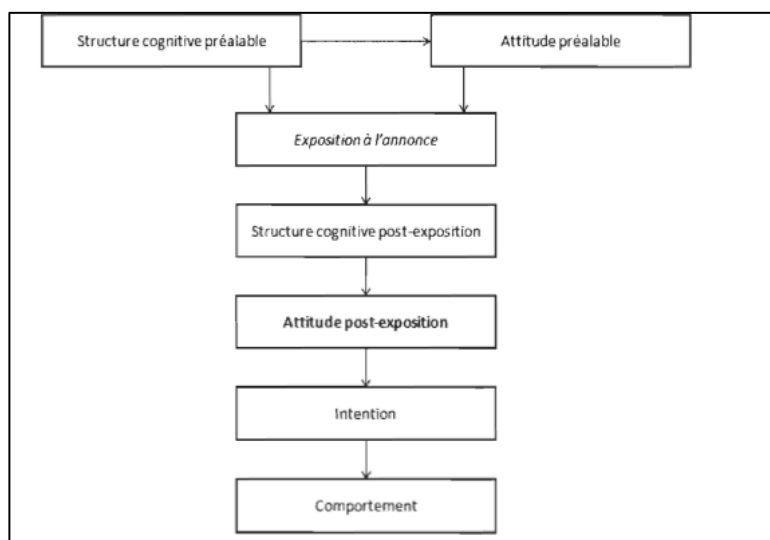 Structure cognitive préalable
Attitude préalable
Exposition à l'annonce
Structure cognitive post-exposition
Attitude post-exposition
Intention
Comportement